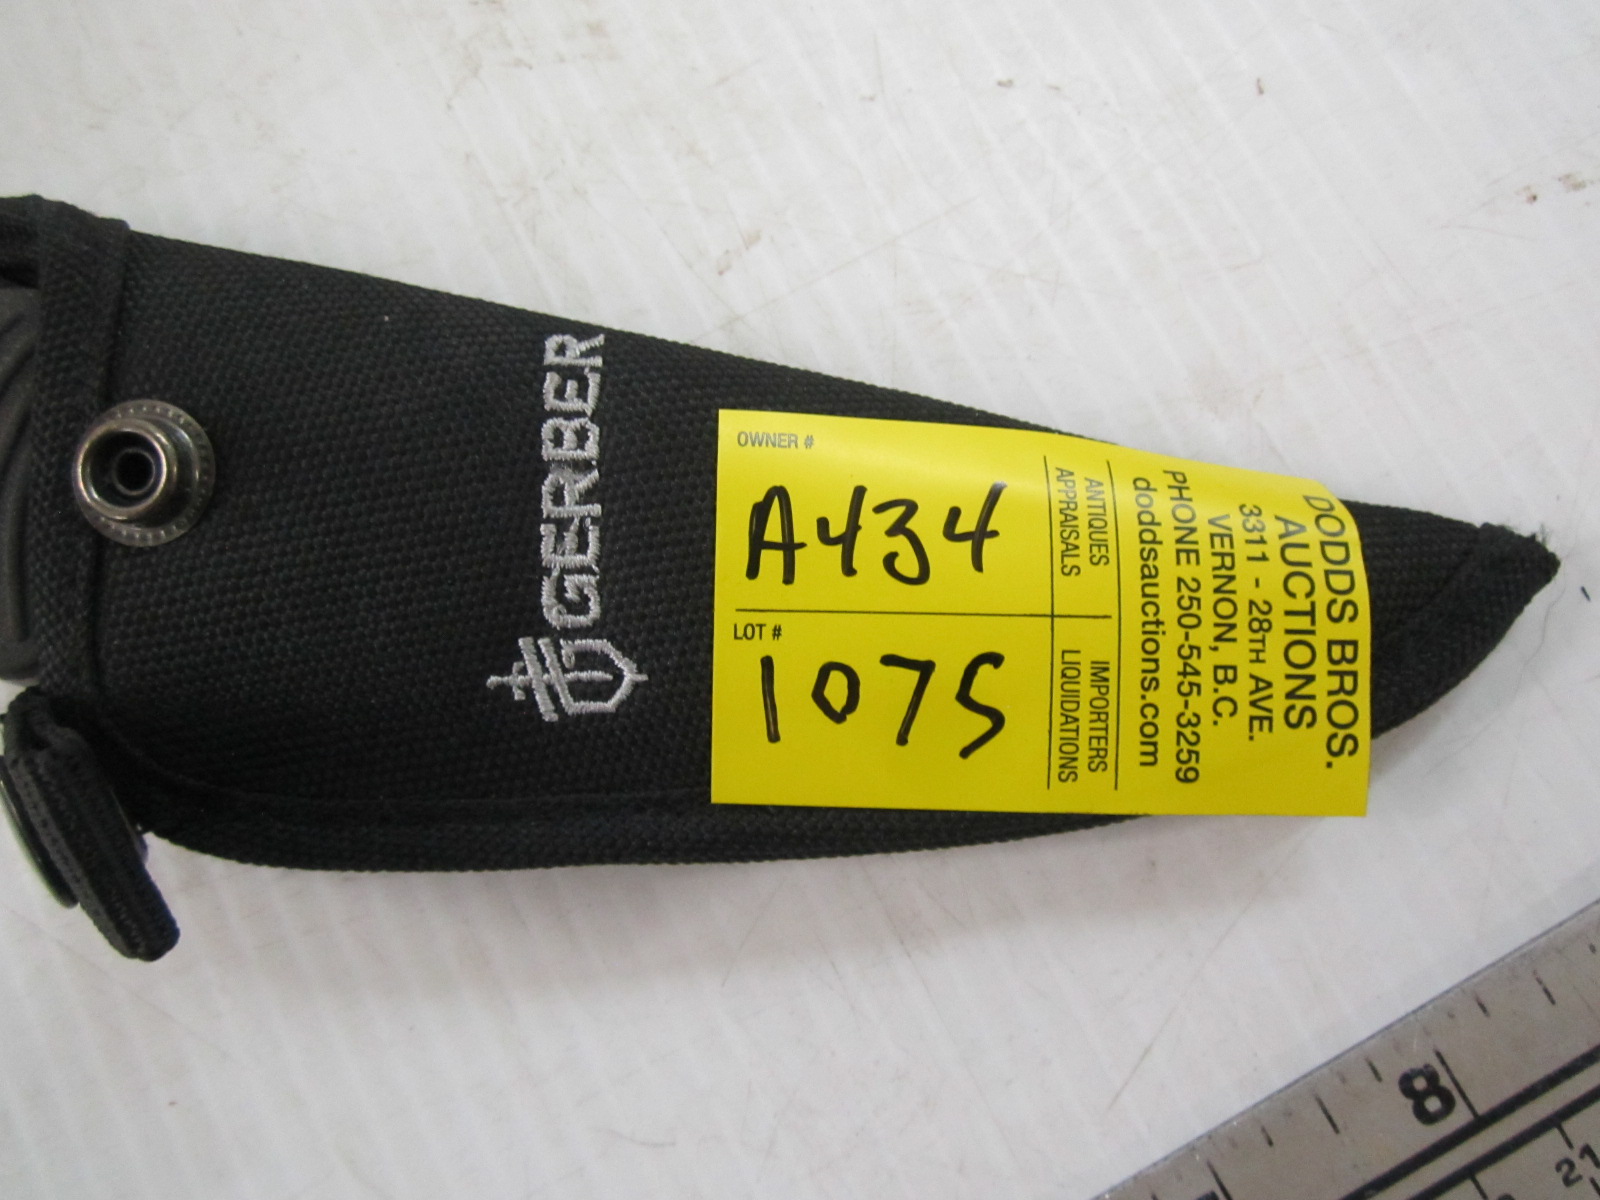 GERBER
OWNER #
A434
LOT #
1075
ANTIQUES
APPRAISALS
IMPORTERS
LIQUIDATIONS
DODDS BROS.
AUCTIONS
3311 - 28TH AVE.
VERNON, B.C.
PHONE 250-545-3259
doddsauctions.com
8
21